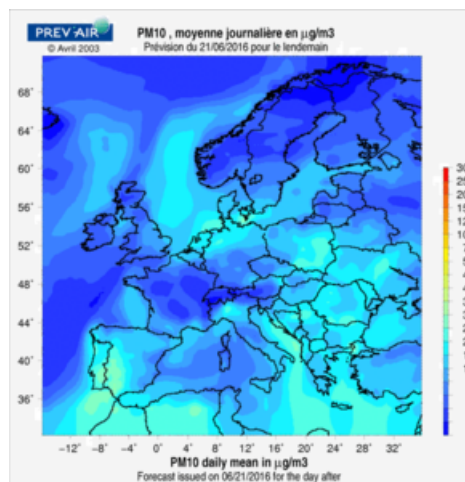 PREV'AIR
© Avril 2003
PM10 , moyenne journalière en µg/m3
Prévision du 21/06/2016 pour le lendemain
68°
64°
60°
56°
52°
48°
44°
40°
36°
−12° −8° −4° 0° 4° 8° 12° 16° 20° 24° 28° 32°
PM10 daily mean in µg/m3
Forecast issued on 06/21/2016 for the day after